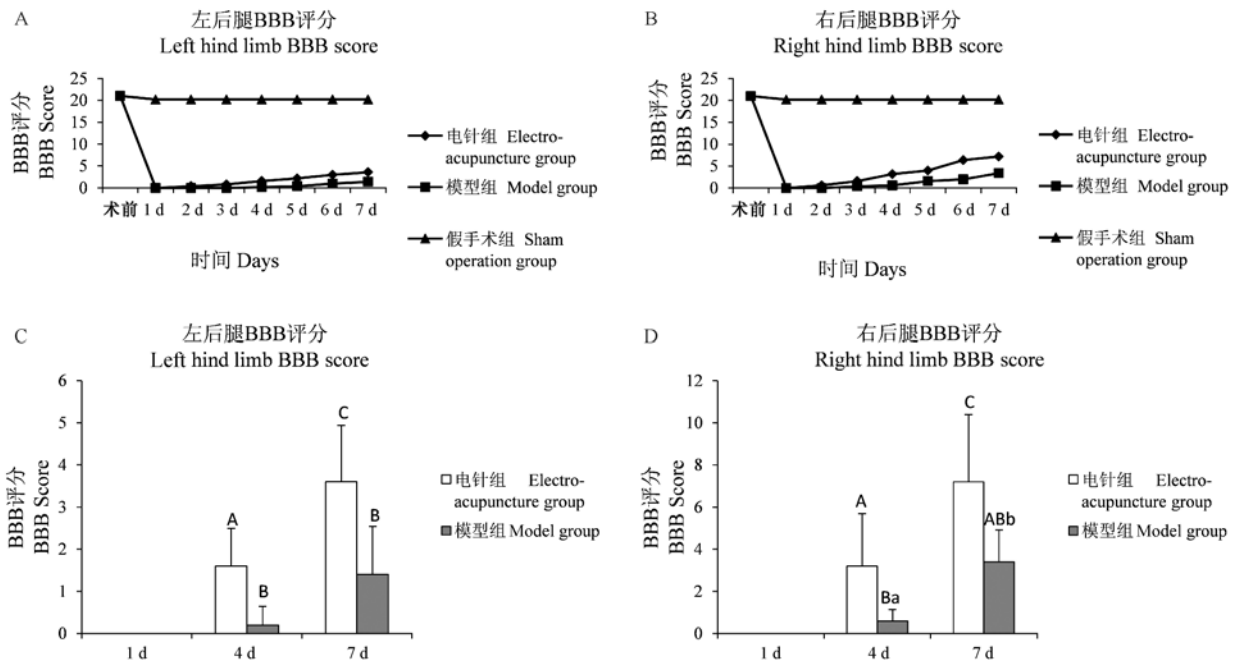 A
左后腿BBB评分
Left hind limb BBB score
BBB评分
BBB Score
25
20
15
10
5
0
术前 1 d 2 d 3 d 4 d 5 d 6 d 7 d
时间 Days
电针组 Electro-
acupuncture group
模型组 Model group
假手术组 Sham
operation group
B
右后腿BBB评分
Right hind limb BBB score
BBB评分
BBB Score
25
20
15
10
5
0
术前 1 d 2 d 3 d 4 d 5 d 6 d 7 d
时间 Days
电针组 Electro-
acupuncture group
模型组 Model group
假手术组 Sham
operation group
C
左后腿BBB评分
Left hind limb BBB score
BBB评分
BBB Score
6
5
4
3
2
1
0
A
B
C
B
1 d 4 d 7 d
电针组 Electro-
acupuncture group
模型组 Model group
D
右后腿BBB评分
Right hind limb BBB score
BBB评分
BBB Score
12
10
8
6
4
2
0
A
Ba
C
ABb
1 d 4 d 7 d
电针组 Electro-
acupuncture group
模型组 Model group